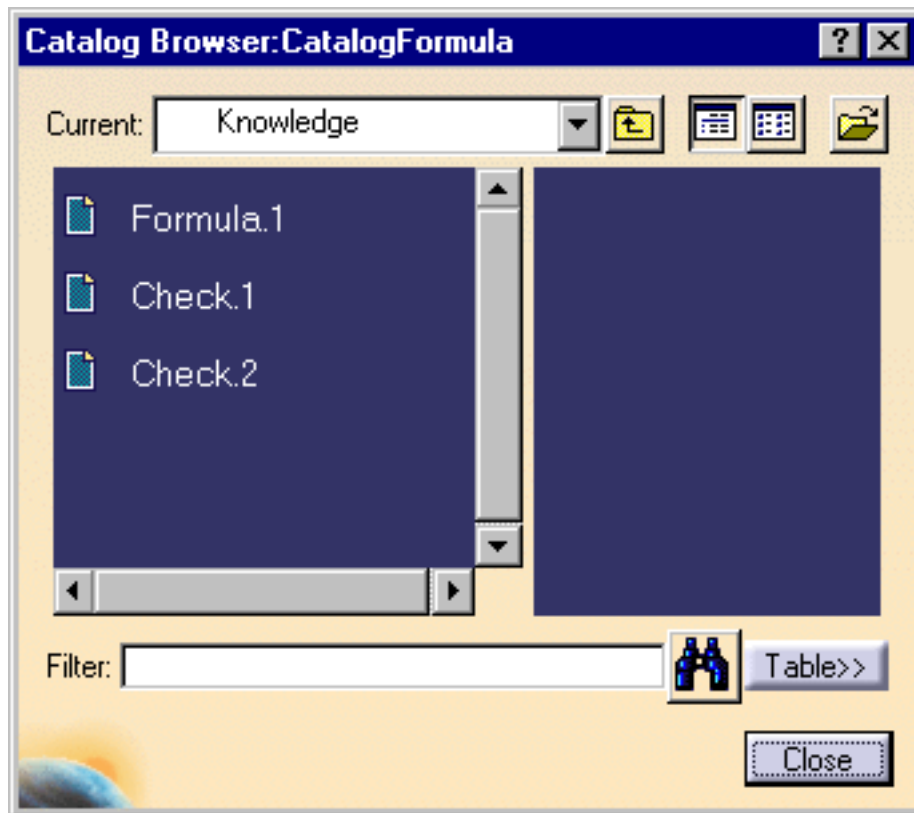 Catalog Browser:CatalogFormula
Current: Knowledge
Formula.1
Check.1
Check.2
Filter: Table>>
Close